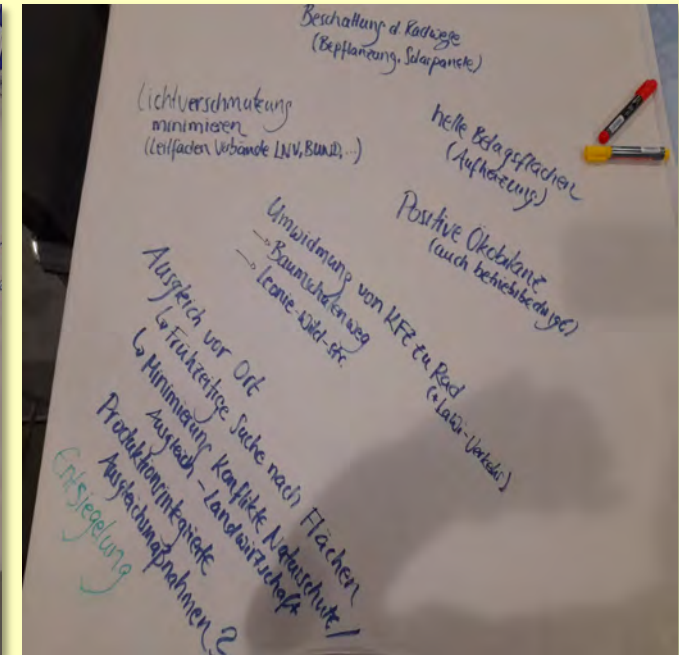 Beschattung d. Radwege
(Bepflanzung, Solarpanele)
Lichtverschmutzung
minimieren
(Leitfaden Verbände LNV, BUND, ...)
helle Belagsflächen
(Aufheizung)
Positive Ökobilanz
(auch betriebsbedingt)
Umwidmung von KFZ zu Rad
(+ LaWi-Verkehr)
→ Baumschulenweg
→ Leonie-Wild-Str.
Ausgleich vor Ort
↳ Frühzeitige Suche nach Flächen
↳ Minimierung Konflikte Naturschutz/
Ausgleich - Landwirtschaft
Produktionsintegrierte
Ausgleichsmaßnahmen?
Entsiegelung